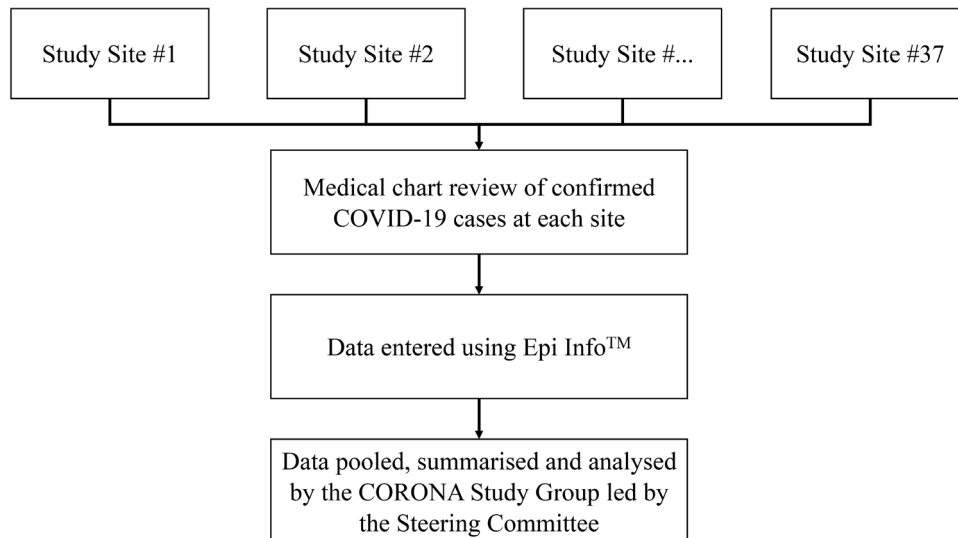 Study Site #1
Study Site #2
Study Site #...
Study Site #37
Medical chart review of confirmed
COVID-19 cases at each site
Data entered using Epi Info™
Data pooled, summarised and analysed
by the CORONA Study Group led by
the Steering Committee